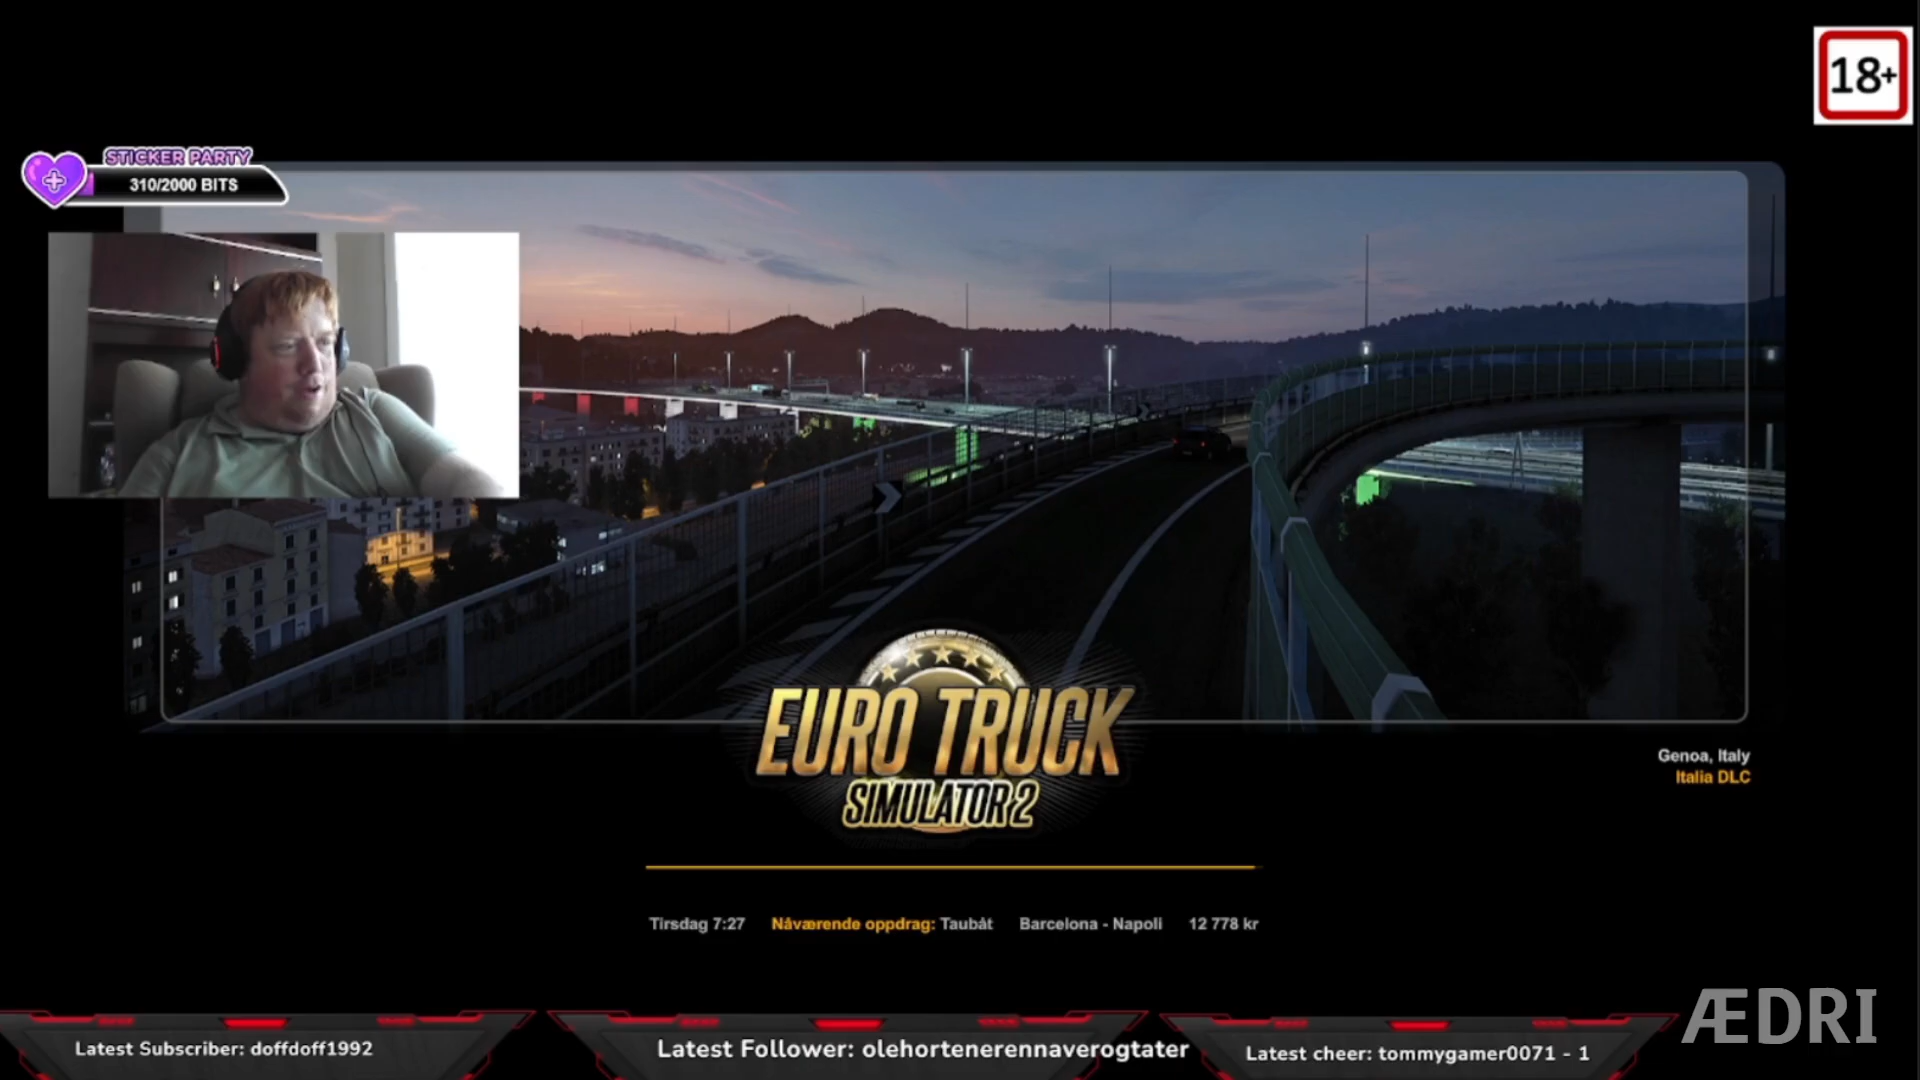 18+
STICKER PARTY
310/2000 BITS
EURO TRUCK
SIMULATOR 2
Genoa, Italy
Italia DLC
Tirsdag 7:27 Nåværende oppdrag: Taubåt Barcelona - Napoli 12 778 kr
ÆDRI
Latest Subscriber: doffdoff1992
Latest Follower: olehortenerennaverogtater
Latest cheer: tommygamer0071 - 1